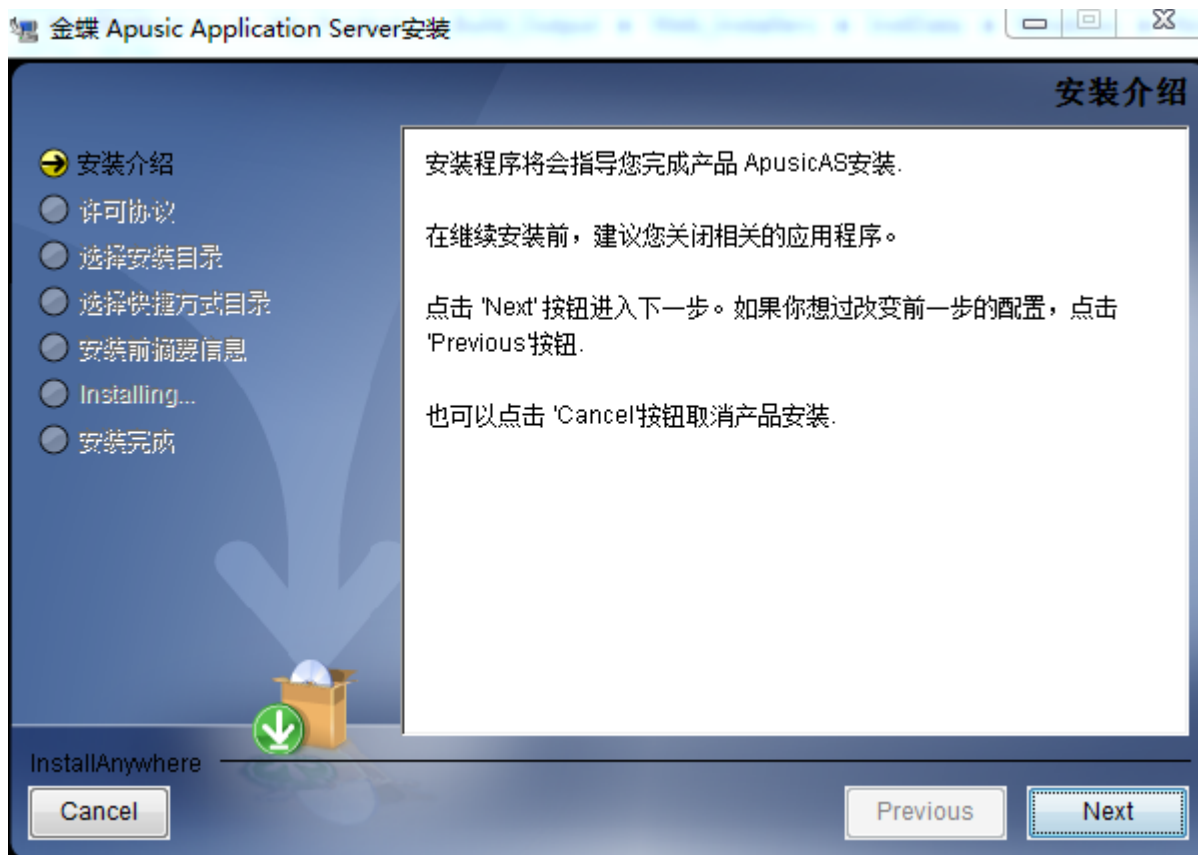 金蝶 Apusic Application Server安装
安装介绍
安装介绍
许可协议
选择安装目录
选择快捷方式目录
安装前摘要信息
Installing...
安装完成
安装程序将会指导您完成产品 ApusicAS安装.
在继续安装前，建议您关闭相关的应用程序。
点击 'Next' 按钮进入下一步。如果你想过改变前一步的配置，点击
'Previous'按钮.
也可以点击 'Cancel'按钮取消产品安装.
InstallAnywhere
Cancel
Previous
Next